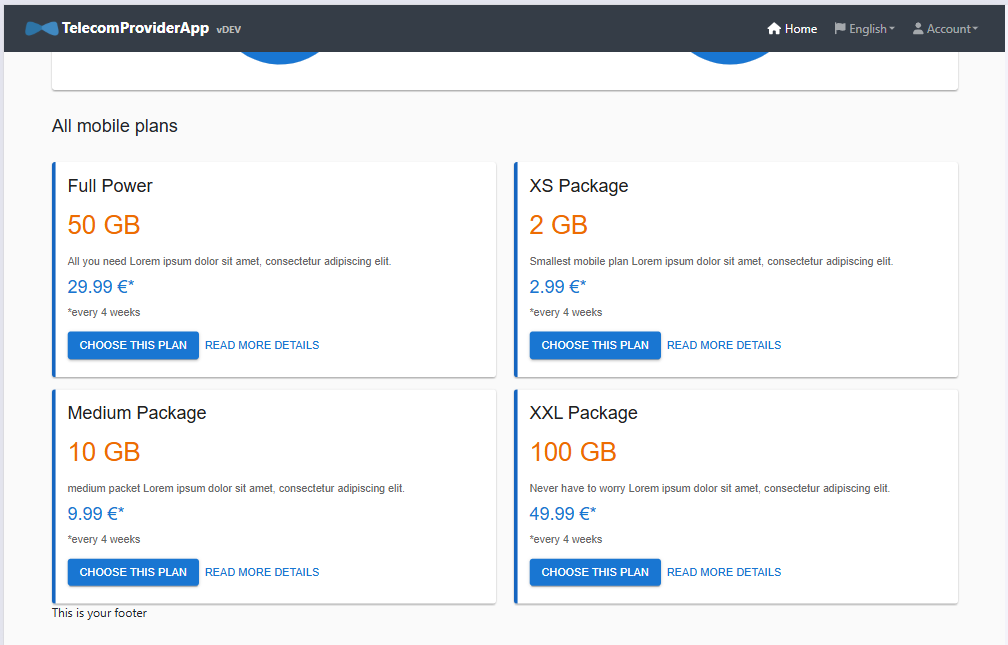 TelecomProviderApp vDEV
Home English Account
All mobile plans
Full Power
50 GB
All you need Lorem ipsum dolor sit amet, consectetur adipiscing elit.
29.99 €*
*every 4 weeks
CHOOSE THIS PLAN READ MORE DETAILS
XS Package
2 GB
Smallest mobile plan Lorem ipsum dolor sit amet, consectetur adipiscing elit.
2.99 €*
*every 4 weeks
CHOOSE THIS PLAN READ MORE DETAILS
Medium Package
10 GB
medium packet Lorem ipsum dolor sit amet, consectetur adipiscing elit.
9.99 €*
*every 4 weeks
CHOOSE THIS PLAN READ MORE DETAILS
XXL Package
100 GB
Never have to worry Lorem ipsum dolor sit amet, consectetur adipiscing elit.
49.99 €*
*every 4 weeks
CHOOSE THIS PLAN READ MORE DETAILS
This is your footer